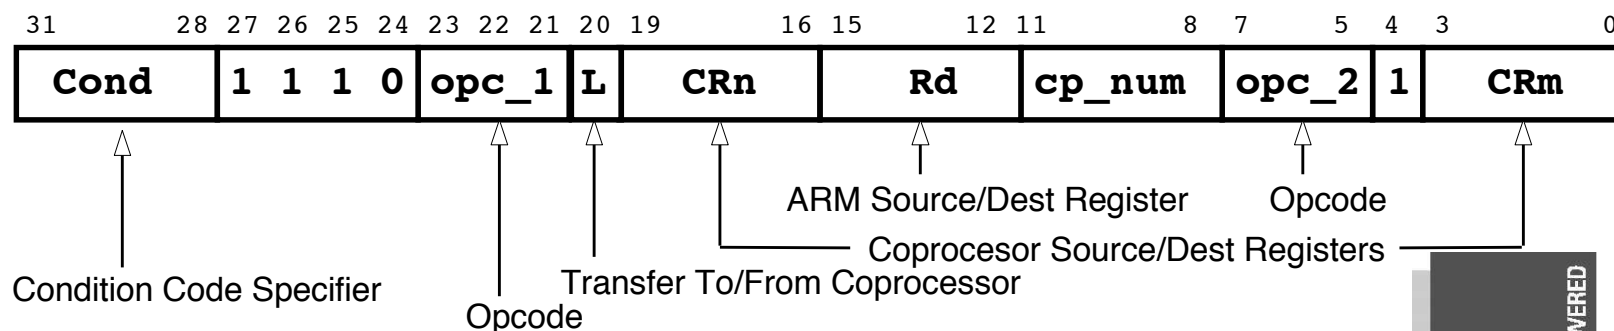 31 28 27 26 25 24 23 22 21 20 19 16 15 12 11 8 7 5 4 3 0
Cond 1 1 1 0 opc_1 L CRn Rd cp_num opc_2 1 CRm
ARM Source/Dest Register Opcode
Coprocesor Source/Dest Registers
Condition Code Specifier Transfer To/From Coprocessor
Opcode